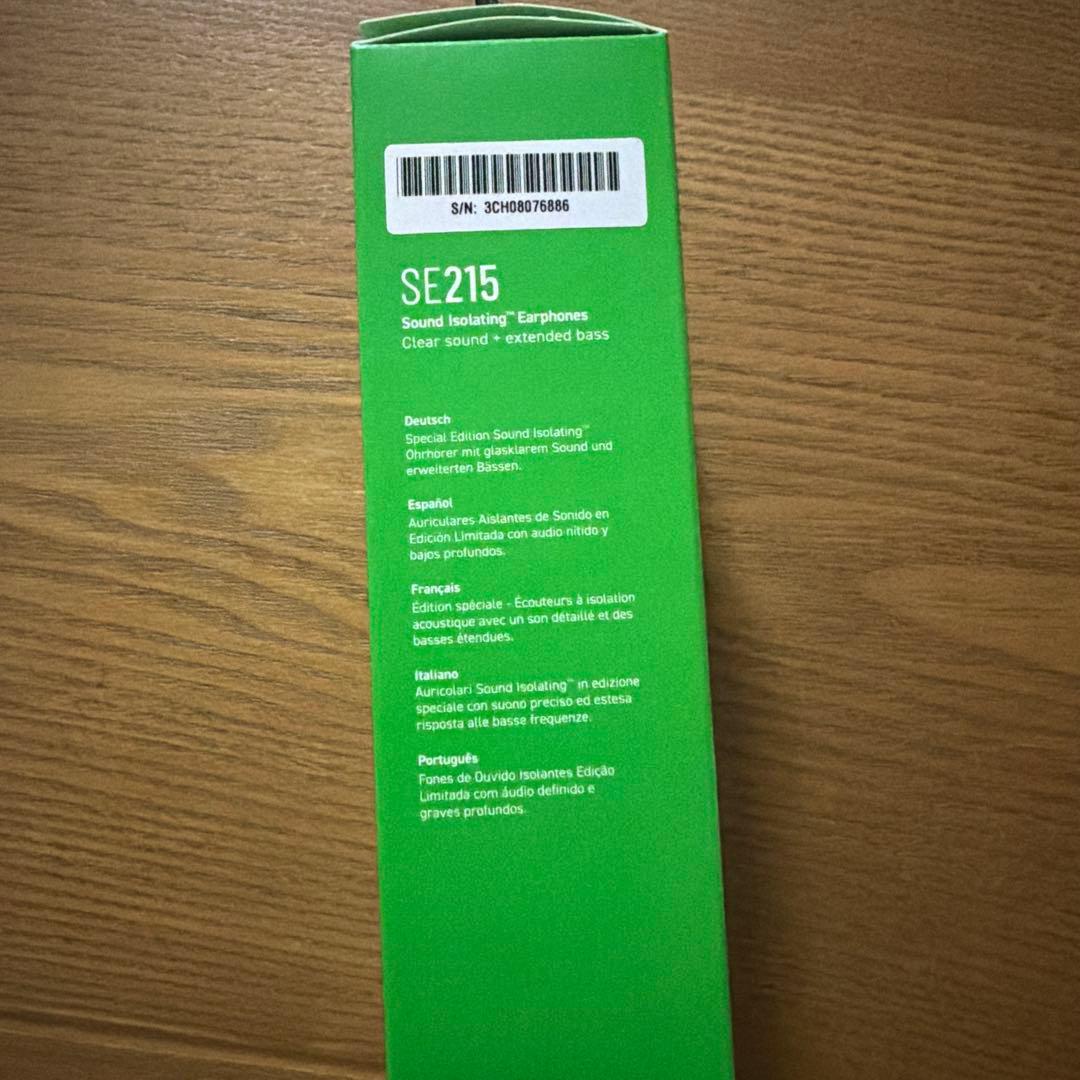 S/N: 3CH08076886
SE215
Sound Isolating™ Earphones
Clear sound + extended bass
Deutsch
Special Edition Sound Isolating™
Ohrhörer mit glasklarem Sound und
erweiterten Bässen.
Español
Auriculares Aislantes de Sonido en
Edición Limitada con audio nítido y
bajos profundos.
Français
Édition spéciale - Écouteurs à isolation
acoustique avec un son détaillé et des
basses étendues.
Italiano
Auricolari Sound Isolating™ in edizione
speciale con suono preciso ed estesa
risposta alle basse frequenze.
Português
Fones de Ouvido Isolantes Edição
Limitada com áudio definido e
graves profundos.